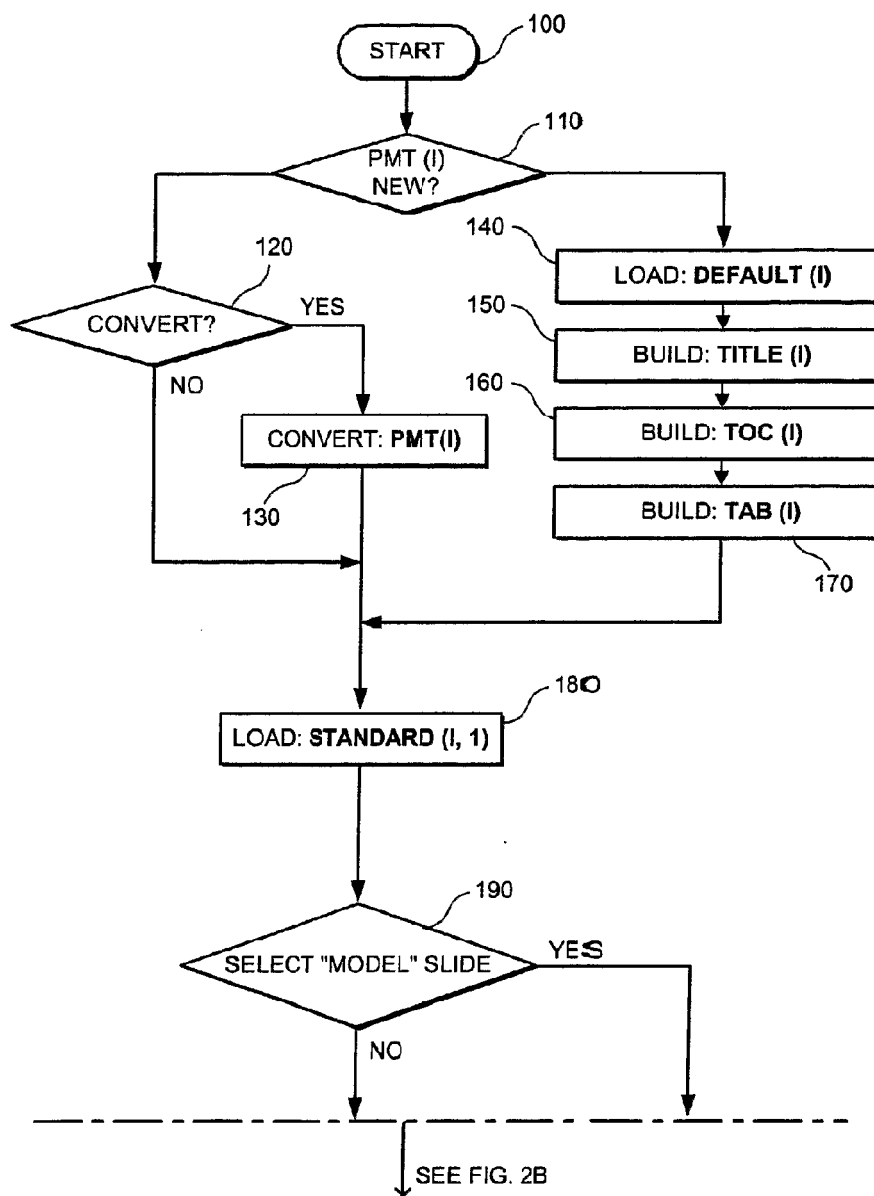 START
100
110
PMT (I)
NEW?
140
120
LOAD: DEFAULT (I)
YES
150
CONVERT?
BUILD: TITLE (I)
NO
160
BUILD: TOC (I)
CONVERT: PMT(I)
130
BUILD: TAB (I)
170
180
LOAD: STANDARD (I, 1)
190
YES
SELECT "MODEL" SLIDE
NO
SEE FIG. 2B